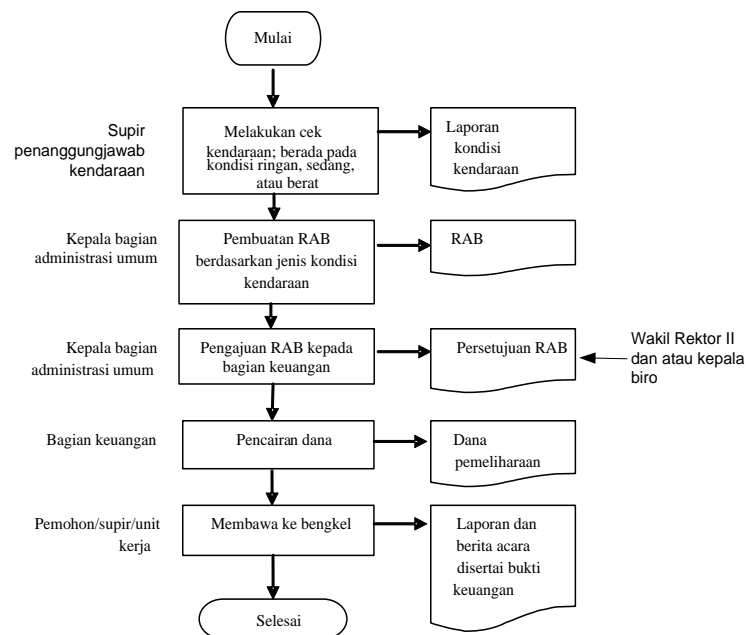 Mulai
Supir
penanggungjawab
kendaraan
Melakukan cek
kendaraan; berada pada
kondisi ringan, sedang,
atau berat
Laporan
kondisi
kendaraan
Kepala bagian
administrasi umum
Pembuatan RAB
berdasarkan jenis kondisi
kendaraan
RAB
Kepala bagian
administrasi umum
Pengajuan RAB kepada
bagian keuangan
Persetujuan RAB
Wakil Rektor II
dan atau kepala
biro
Bagian keuangan
Pencairan dana
Dana
pemeliharaan
Pemohon/supir/unit
kerja
Membawa ke bengkel
Laporan dan
berita acara
disertai bukti
keuangan
Selesai